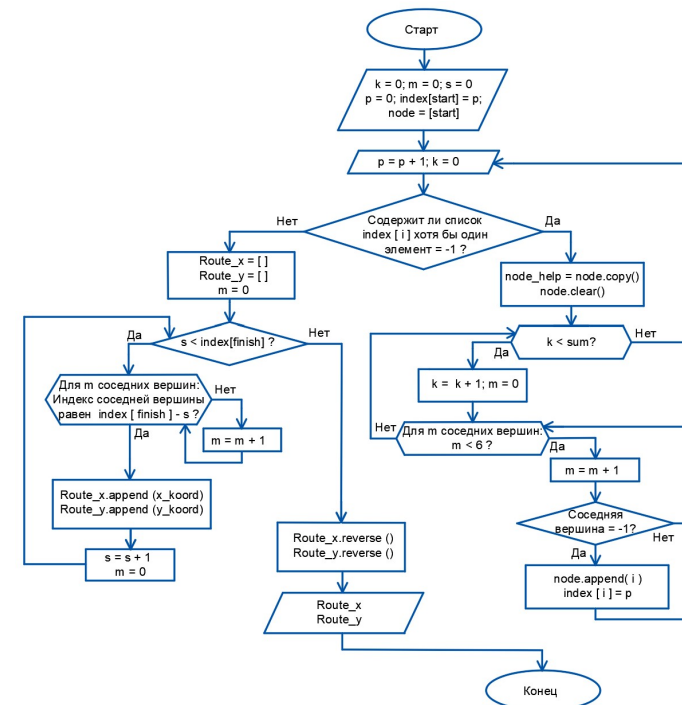 Старт
k = 0; m = 0; s = 0
p = 0; index[start] = p;
node = [start]
p = p + 1; k = 0
Содержит ли список
index [ i ] хотя бы один
элемент = -1 ?
Нет
Да
Route_x = [ ]
Route_y = [ ]
m = 0
node_help = node.copy()
node.clear()
s < index[finish] ?
Да
Нет
k < sum?
Нет
Да
Для m соседних вершин:
Индекс соседней вершины
равен index [ finish ] - s ?
Нет
Да
m = m + 1
k = k + 1; m = 0
Для m соседних вершин:
m < 6 ?
Нет
Да
m = m + 1
Route_x.append (x_koord)
Route_y.append (y_koord)
s = s + 1
m = 0
Соседняя
вершина = -1?
Нет
Да
node.append( i )
index [ i ] = p
Route_x.reverse ()
Route_y.reverse ()
Route_x
Route_y
Конец